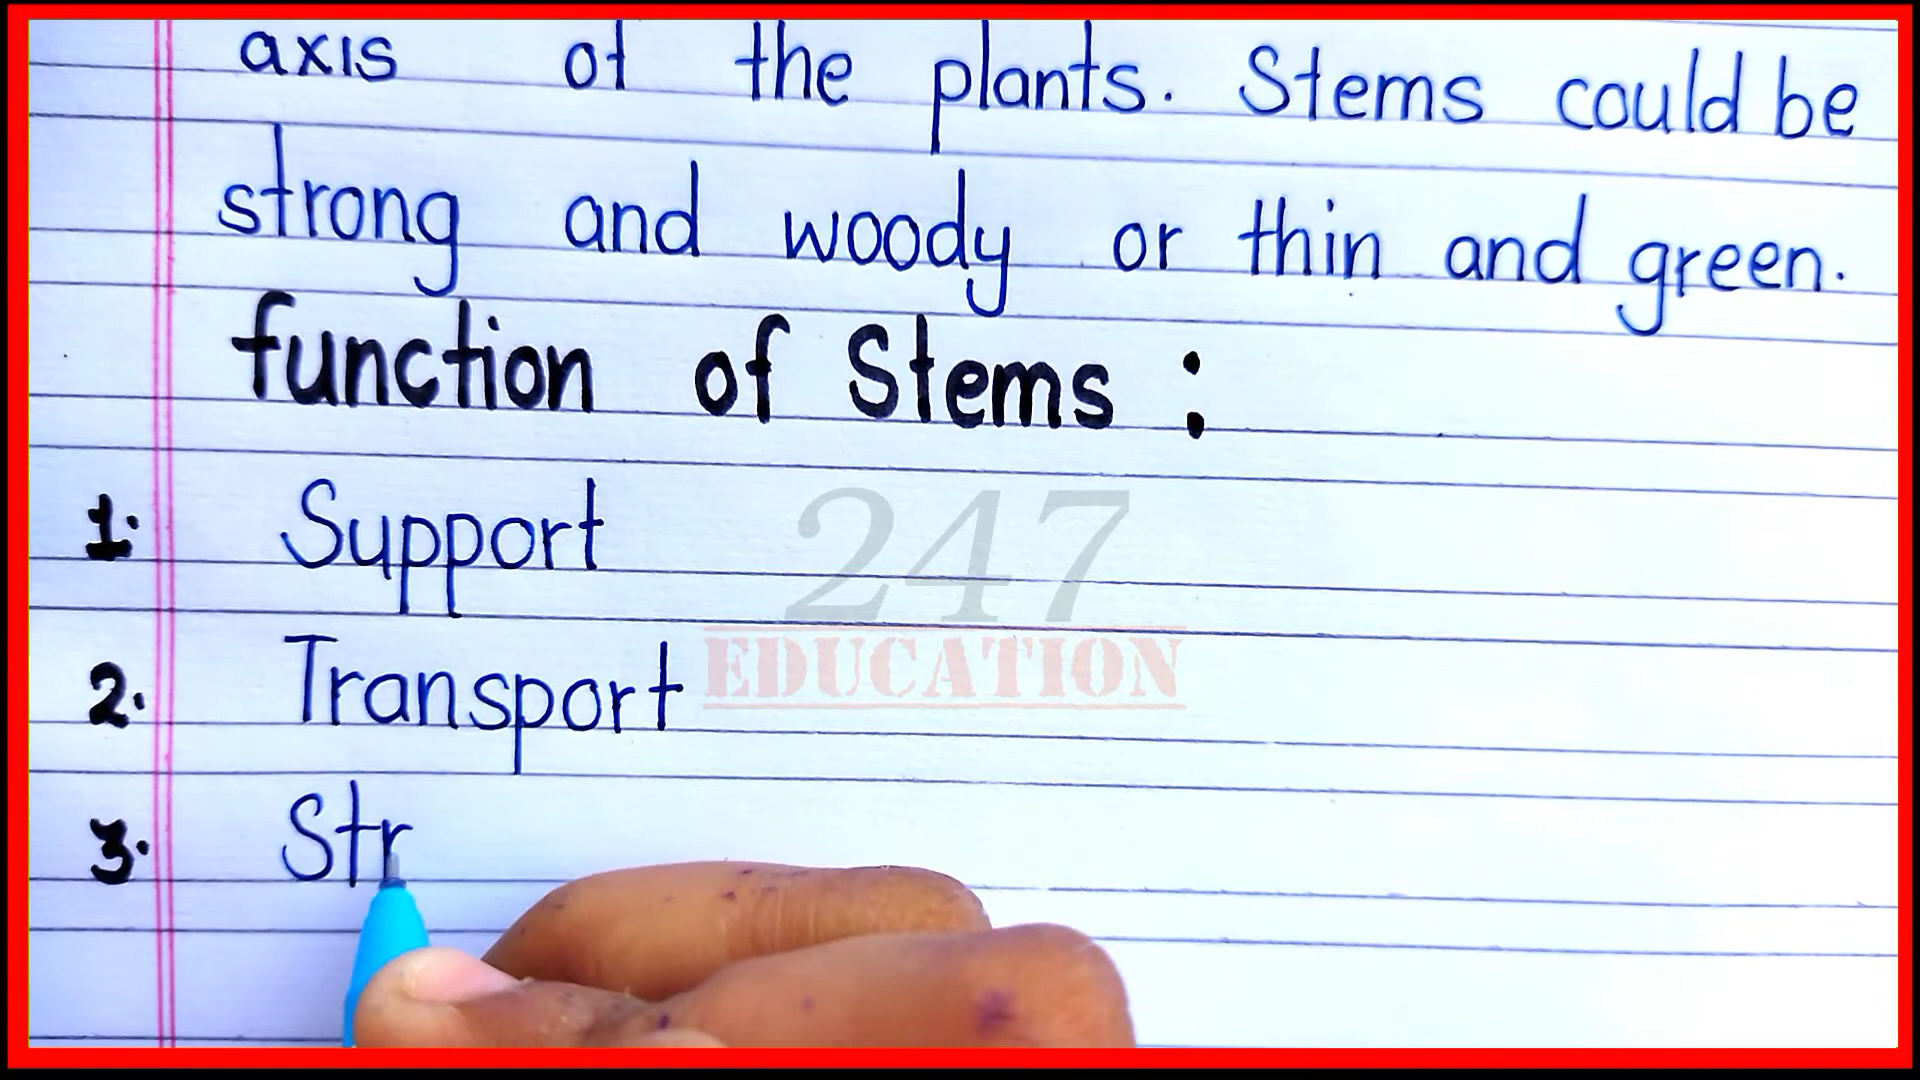 axis of the plants. Stems could be
strong and woody or thin and green.
function of Stems :
1. Support
247
EDUCATION
2. Transport
3. Str